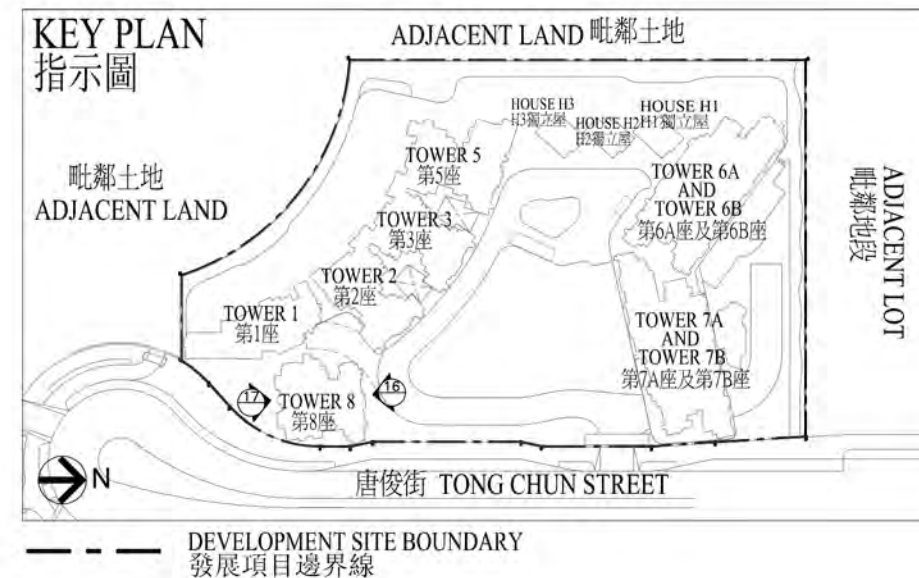 KEY PLAN
指示圖
ADJACENT LAND 毗鄰土地
毗鄰土地
ADJACENT LAND
HOUSE H3
H3獨立屋
HOUSE H2
H2獨立屋
HOUSE H1
H1獨立屋
TOWER 5
第5座
TOWER 6A
AND
TOWER 6B
第6A座及第6B座
TOWER 3
第3座
TOWER 2
第2座
TOWER 1
第1座
TOWER 7A
AND
TOWER 7B
第7A座及第7B座
ADJACENT LOT
毗鄰地段
17
16
TOWER 8
第8座
N
唐俊街 TONG CHUN STREET
DEVELOPMENT SITE BOUNDARY
發展項目邊界線